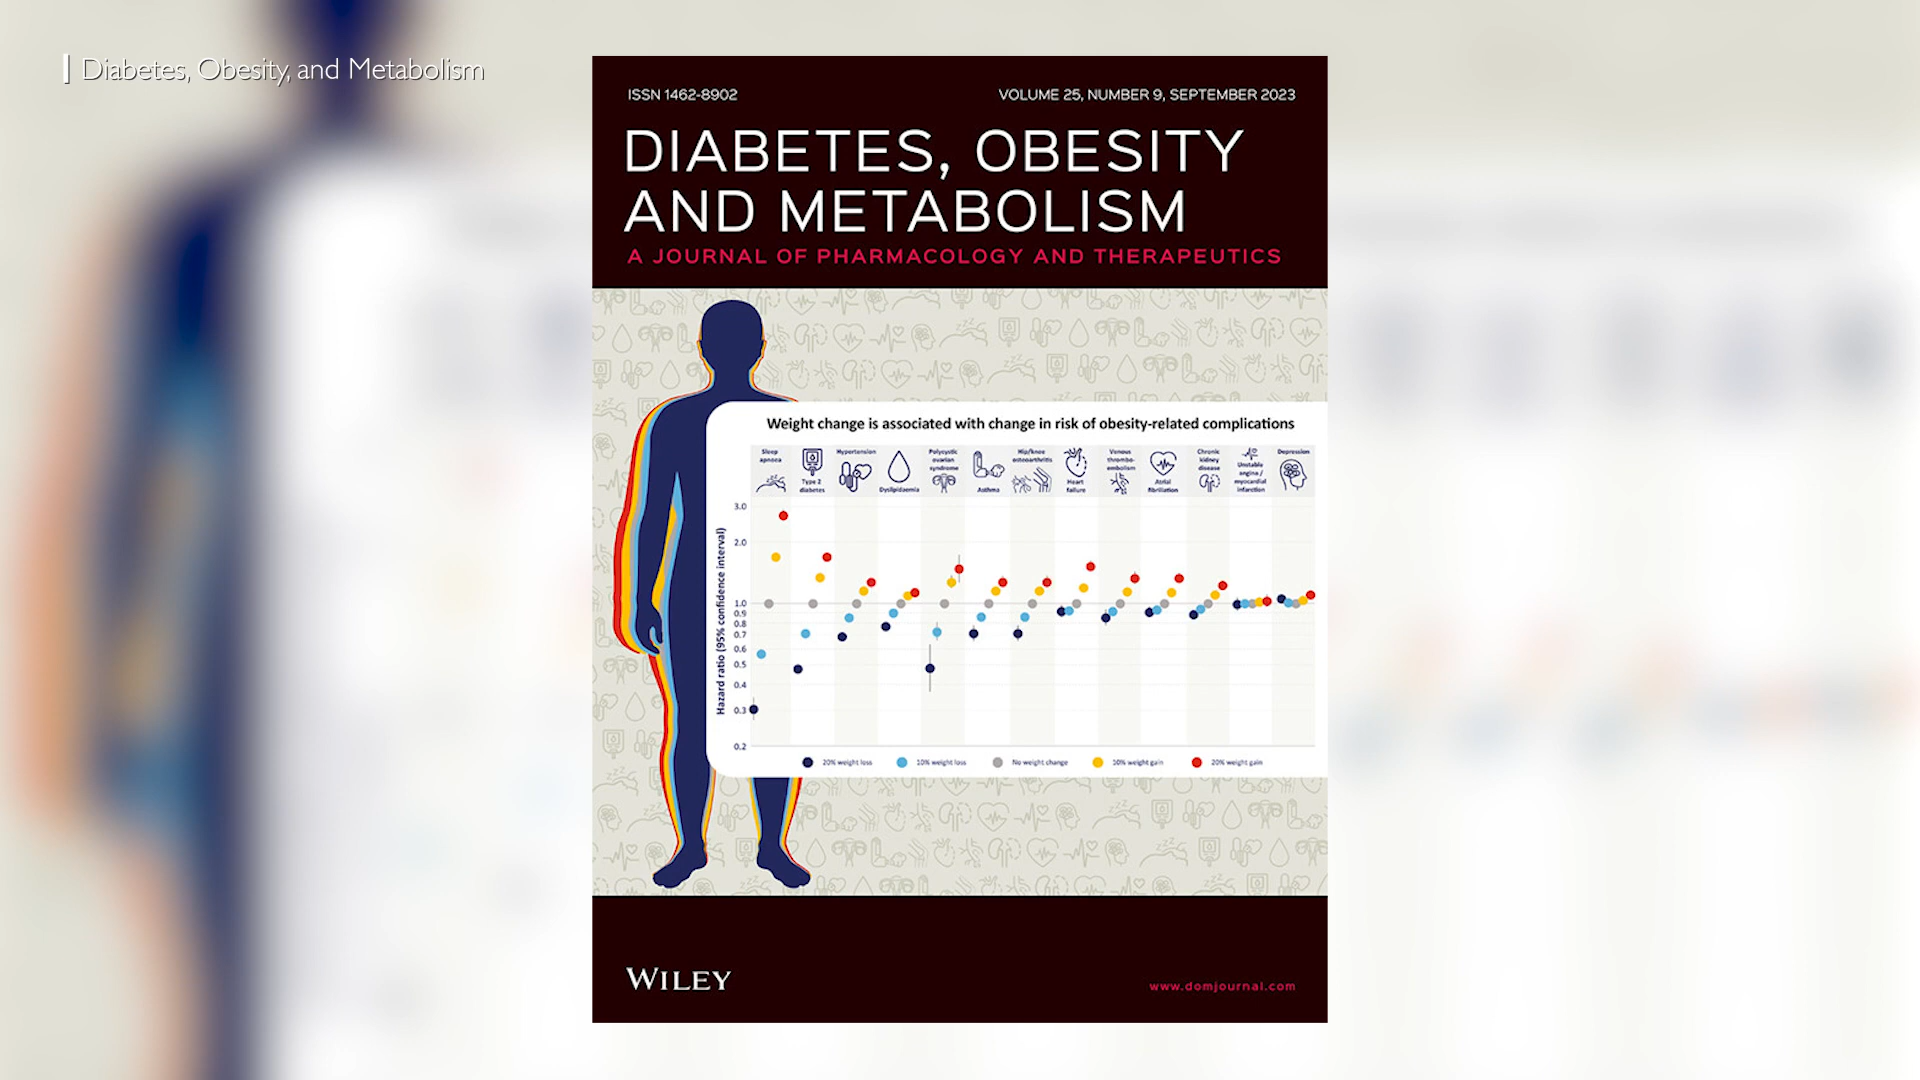 Diabetes, Obesity, and Metabolism
ISSN 1462-8902
VOLUME 25, NUMBER 9, SEPTEMBER 2023
DIABETES, OBESITY
AND METABOLISM
A JOURNAL OF PHARMACOLOGY AND THERAPEUTICS
Weight change is associated with change in risk of obesity-related complications
Sleep
apnoea
Type 2
diabetes
Hypertension
Dyslipidaemia
Polycystic
ovarian
syndrome
Asthma
Hip/knee
osteoarthritis
Heart
failure
Venous
thrombo-
embolism
Atrial
fibrillation
Chronic
kidney
disease
Unstable
angina /
myocardial
infarction
Depression
Hazard ratio (95% confidence interval)
3.0
2.0
1.0
0.9
0.8
0.7
0.6
0.5
0.4
0.3
0.2
20% weight loss
10% weight loss
No weight change
10% weight gain
20% weight gain
WILEY
www.domjournal.com